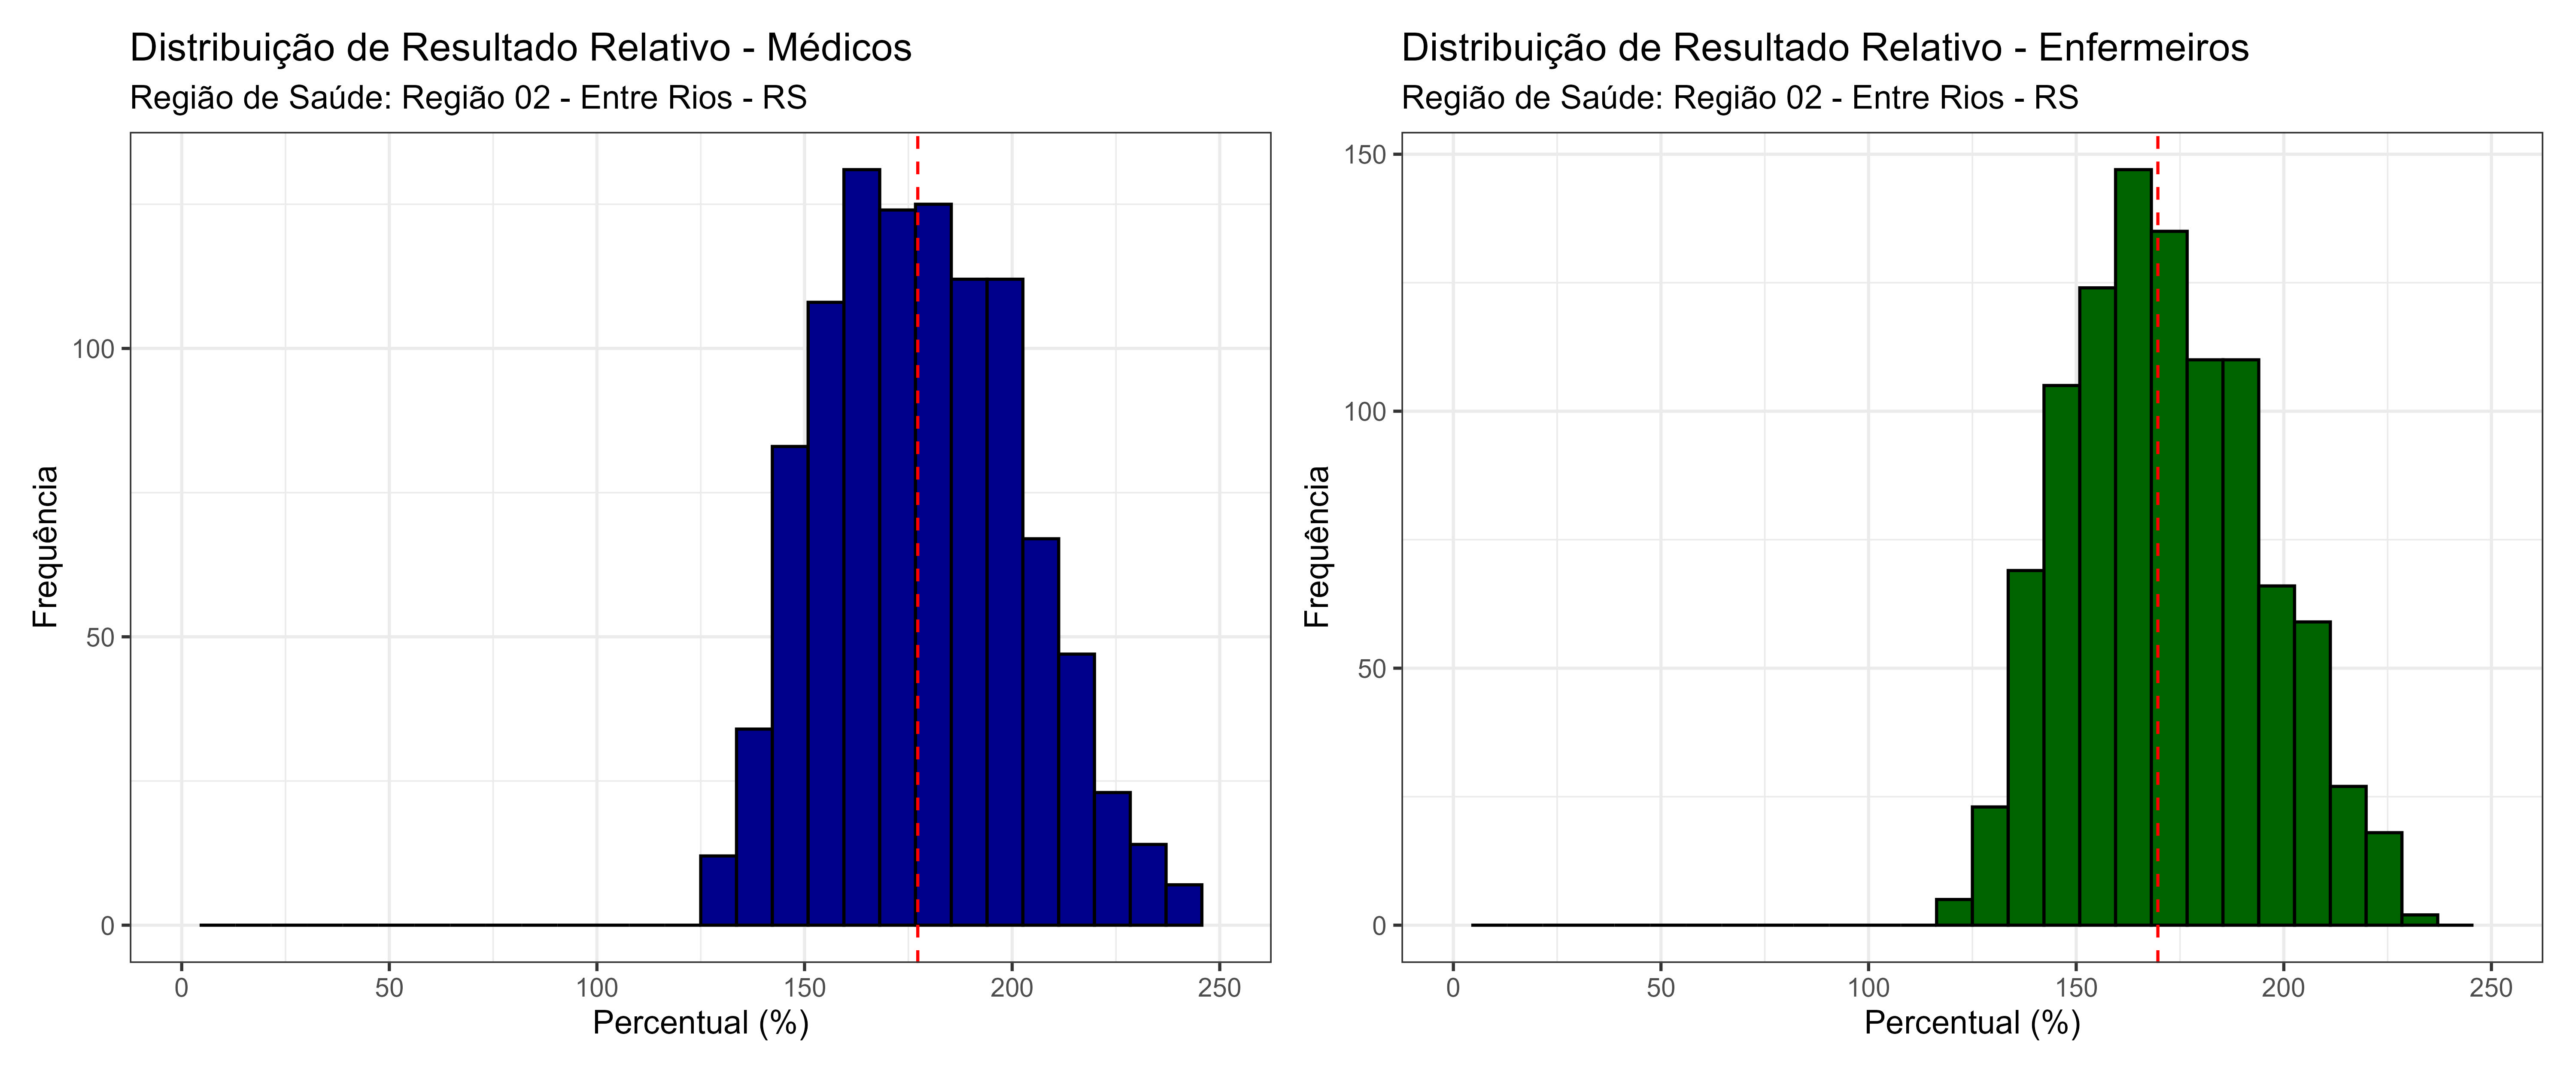 Distribuição de Resultado Relativo - Médicos
Região de Saúde: Região 02 - Entre Rios - RS
Frequência
100
50
0
0 50 100 150 200 250
Percentual (%)
Distribuição de Resultado Relativo - Enfermeiros
Região de Saúde: Região 02 - Entre Rios - RS
Frequência
150
100
50
0
0 50 100 150 200 250
Percentual (%)